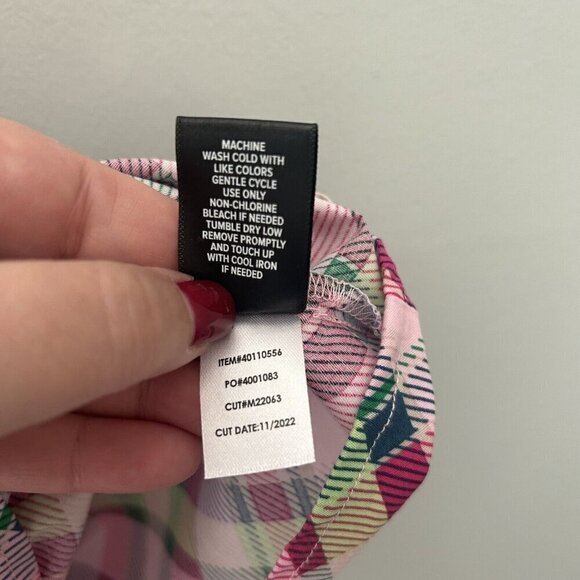 MACHINE
WASH COLD WITH
LIKE COLORS
GENTLE CYCLE
USE ONLY
NON-CHLORINE
BLEACH IF NEEDED
TUMBLE DRY LOW
REMOVE PROMPTLY
AND TOUCH UP
WITH COOL IRON
IF NEEDED
ITEM#40110556
PO#4001083
CUT#M22063
CUT DATE:11/2022